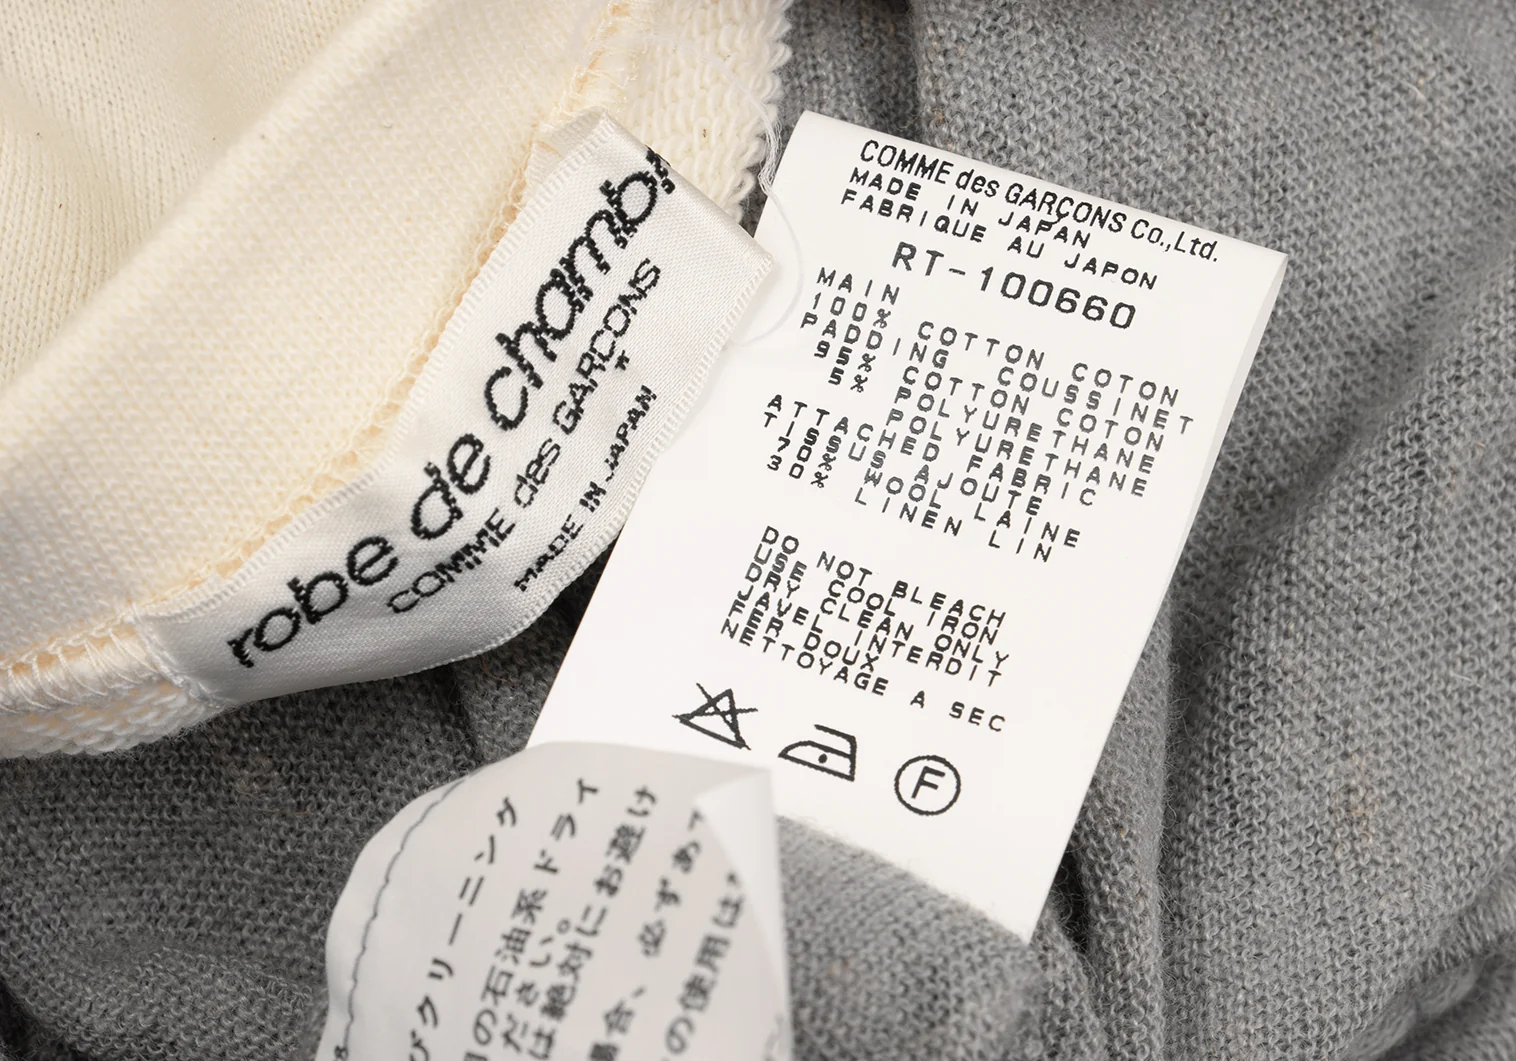 robe de chamb
COMME des GARÇONS
MADE IN JAPAN
COMME des GARÇONS Co.,Ltd.
MADE IN JAPAN
FABRIQUE AU JAPON
RT-100660
MAIN
100% COTTON COTON
PADDING COUSSINET
95% COTTON COTON
5% POLYURETHANE
POLYURETHANE
ATTACHED FABRIC
TISSUS AJOUTE
70% WOOL LAINE
30% LINEN LIN
DO NOT BLEACH
USE COOL IRON
DRY CLEAN ONLY
JAVEL INTERDIT
FER DOUX
NETTOYAGE A SEC
F
クリーニング
の石油系ドライ
ださい。
は絶対にお避け
場合、必ずあて
の使用は